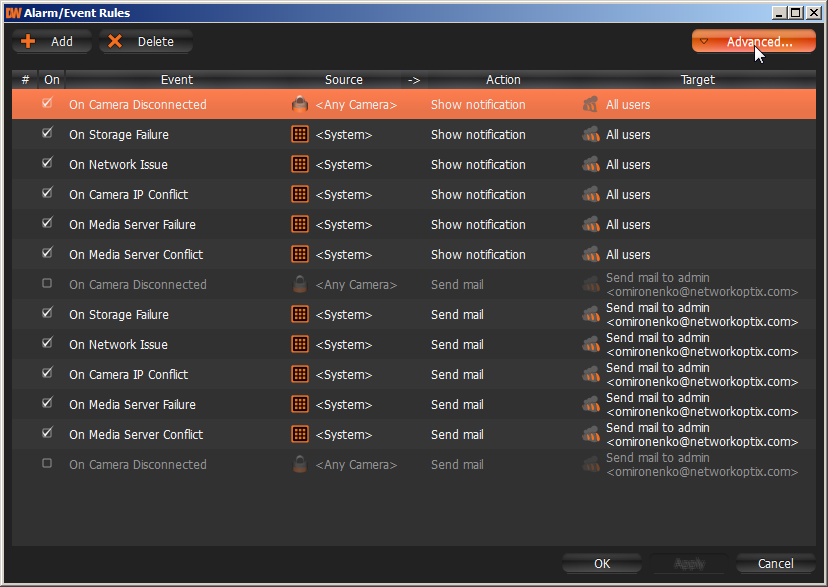 DW Alarm/Event Rules
Add Delete Advanced...
# On Event Source -> Action Target
On Camera Disconnected <Any Camera> Show notification All users
On Storage Failure <System> Show notification All users
On Network Issue <System> Show notification All users
On Camera IP Conflict <System> Show notification All users
On Media Server Failure <System> Show notification All users
On Media Server Conflict <System> Show notification All users
On Camera Disconnected <Any Camera> Send mail Send mail to admin
<omironenko@networkoptix.com>
On Storage Failure <System> Send mail Send mail to admin
<omironenko@networkoptix.com>
On Network Issue <System> Send mail Send mail to admin
<omironenko@networkoptix.com>
On Camera IP Conflict <System> Send mail Send mail to admin
<omironenko@networkoptix.com>
On Media Server Failure <System> Send mail Send mail to admin
<omironenko@networkoptix.com>
On Media Server Conflict <System> Send mail Send mail to admin
<omironenko@networkoptix.com>
On Camera Disconnected <Any Camera> Send mail Send mail to admin
<omironenko@networkoptix.com>
OK Apply Cancel